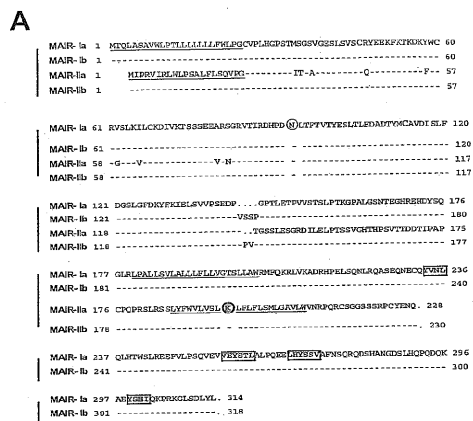 A
MAIR-Ia 1 MTQLASAVWLPTLLLLLLLFWLPGCVPLHGPSTMSGSVGESLSVSCRYEEKFKTKDKYWC 60
MAIR-Ib 1 ------------------------------------------------------------ 60
MAIR-IIa 1 MIPRVIRLWLPSALFLSQVPG-------IT-A----------Q----------F-- 57
MAIR-IIb 1 --------------------------------------------------------- 57
MAIR-Ia 61 RVSLKILCKDIVKTSSSEEARSGRVTIRDHPDNLTFTVTYESLTLEDADTYMCAVDISLF 120
MAIR-Ib 61 ------------------------------------------------------------ 120
MAIR-IIa 58 -G---V-------------V-N-------------------------------------- 117
MAIR-IIb 58 ------------------------------------------------------------ 117
MAIR-Ia 121 DGSLGFDKYFKIELSVVPSEDP....GPTLETPVVSTSLPTKGPALGSNTEGHREHDYSQ 176
MAIR-Ib 121 ----------------------VSSP---------------------------------- 180
MAIR-IIa 118 ------------------------TGSSLESGRDILELPTSSVGHTHPSVTTDDTIPAP 175
MAIR-IIb 118 -----------------------PV 
MAIR-Ia 177 GLRLPALLSVLALLLFLLVGTSLLAWRMFQKRLVKADRHPELSQNLRQASEQNECQYVNL 236
MAIR-Ib 181 ------------------------------------------------------------ 240
MAIR-IIa 176 CPQPRSLRSSLYFWVLVSLKLFLFLSMLGAVLWVNRPQRCSGGSSSRPCYENQ. 228
MAIR-IIb 178 ----------------------------------------------------- . 230
MAIR-Ia 237 QLHTWSLREEPVLPSQVEVVEYSTLALPQEELHYSSVAFNSQRQDSHANGDSLHQPQDQK 296
MAIR-Ib 241 ------------------------------------------------------------ 300
MAIR-Ia 297 AEYSEIQKPRKGLSDLYL. 314
MAIR-Ib 301 ------------------. 318